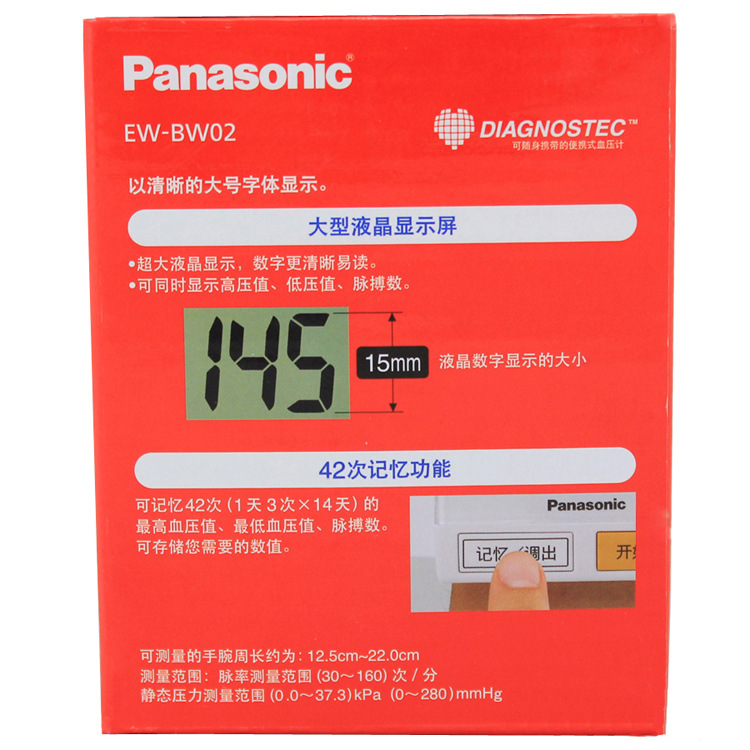 Panasonic®
EW-BW02
DIAGNOSTEC™
可随身携带的便携式血压计
以清晰的大号字体显示。
大型液晶显示屏
•超大液晶显示，数字更清晰易读。
•可同时显示高压值、低压值、脉搏数。
145
15mm
液晶数字显示的大小
42次记忆功能
可记忆42次（1天3次×14天）的
最高血压值、最低血压值、脉搏数。
可存储您需要的数值。
Panasonic
记忆／调出
开始
可测量的手腕周长约为：12.5cm~22.0cm
测量范围：脉率测量范围（30~160）次／分
静态压力测量范围（0.0~37.3）kPa（0~280）mmHg